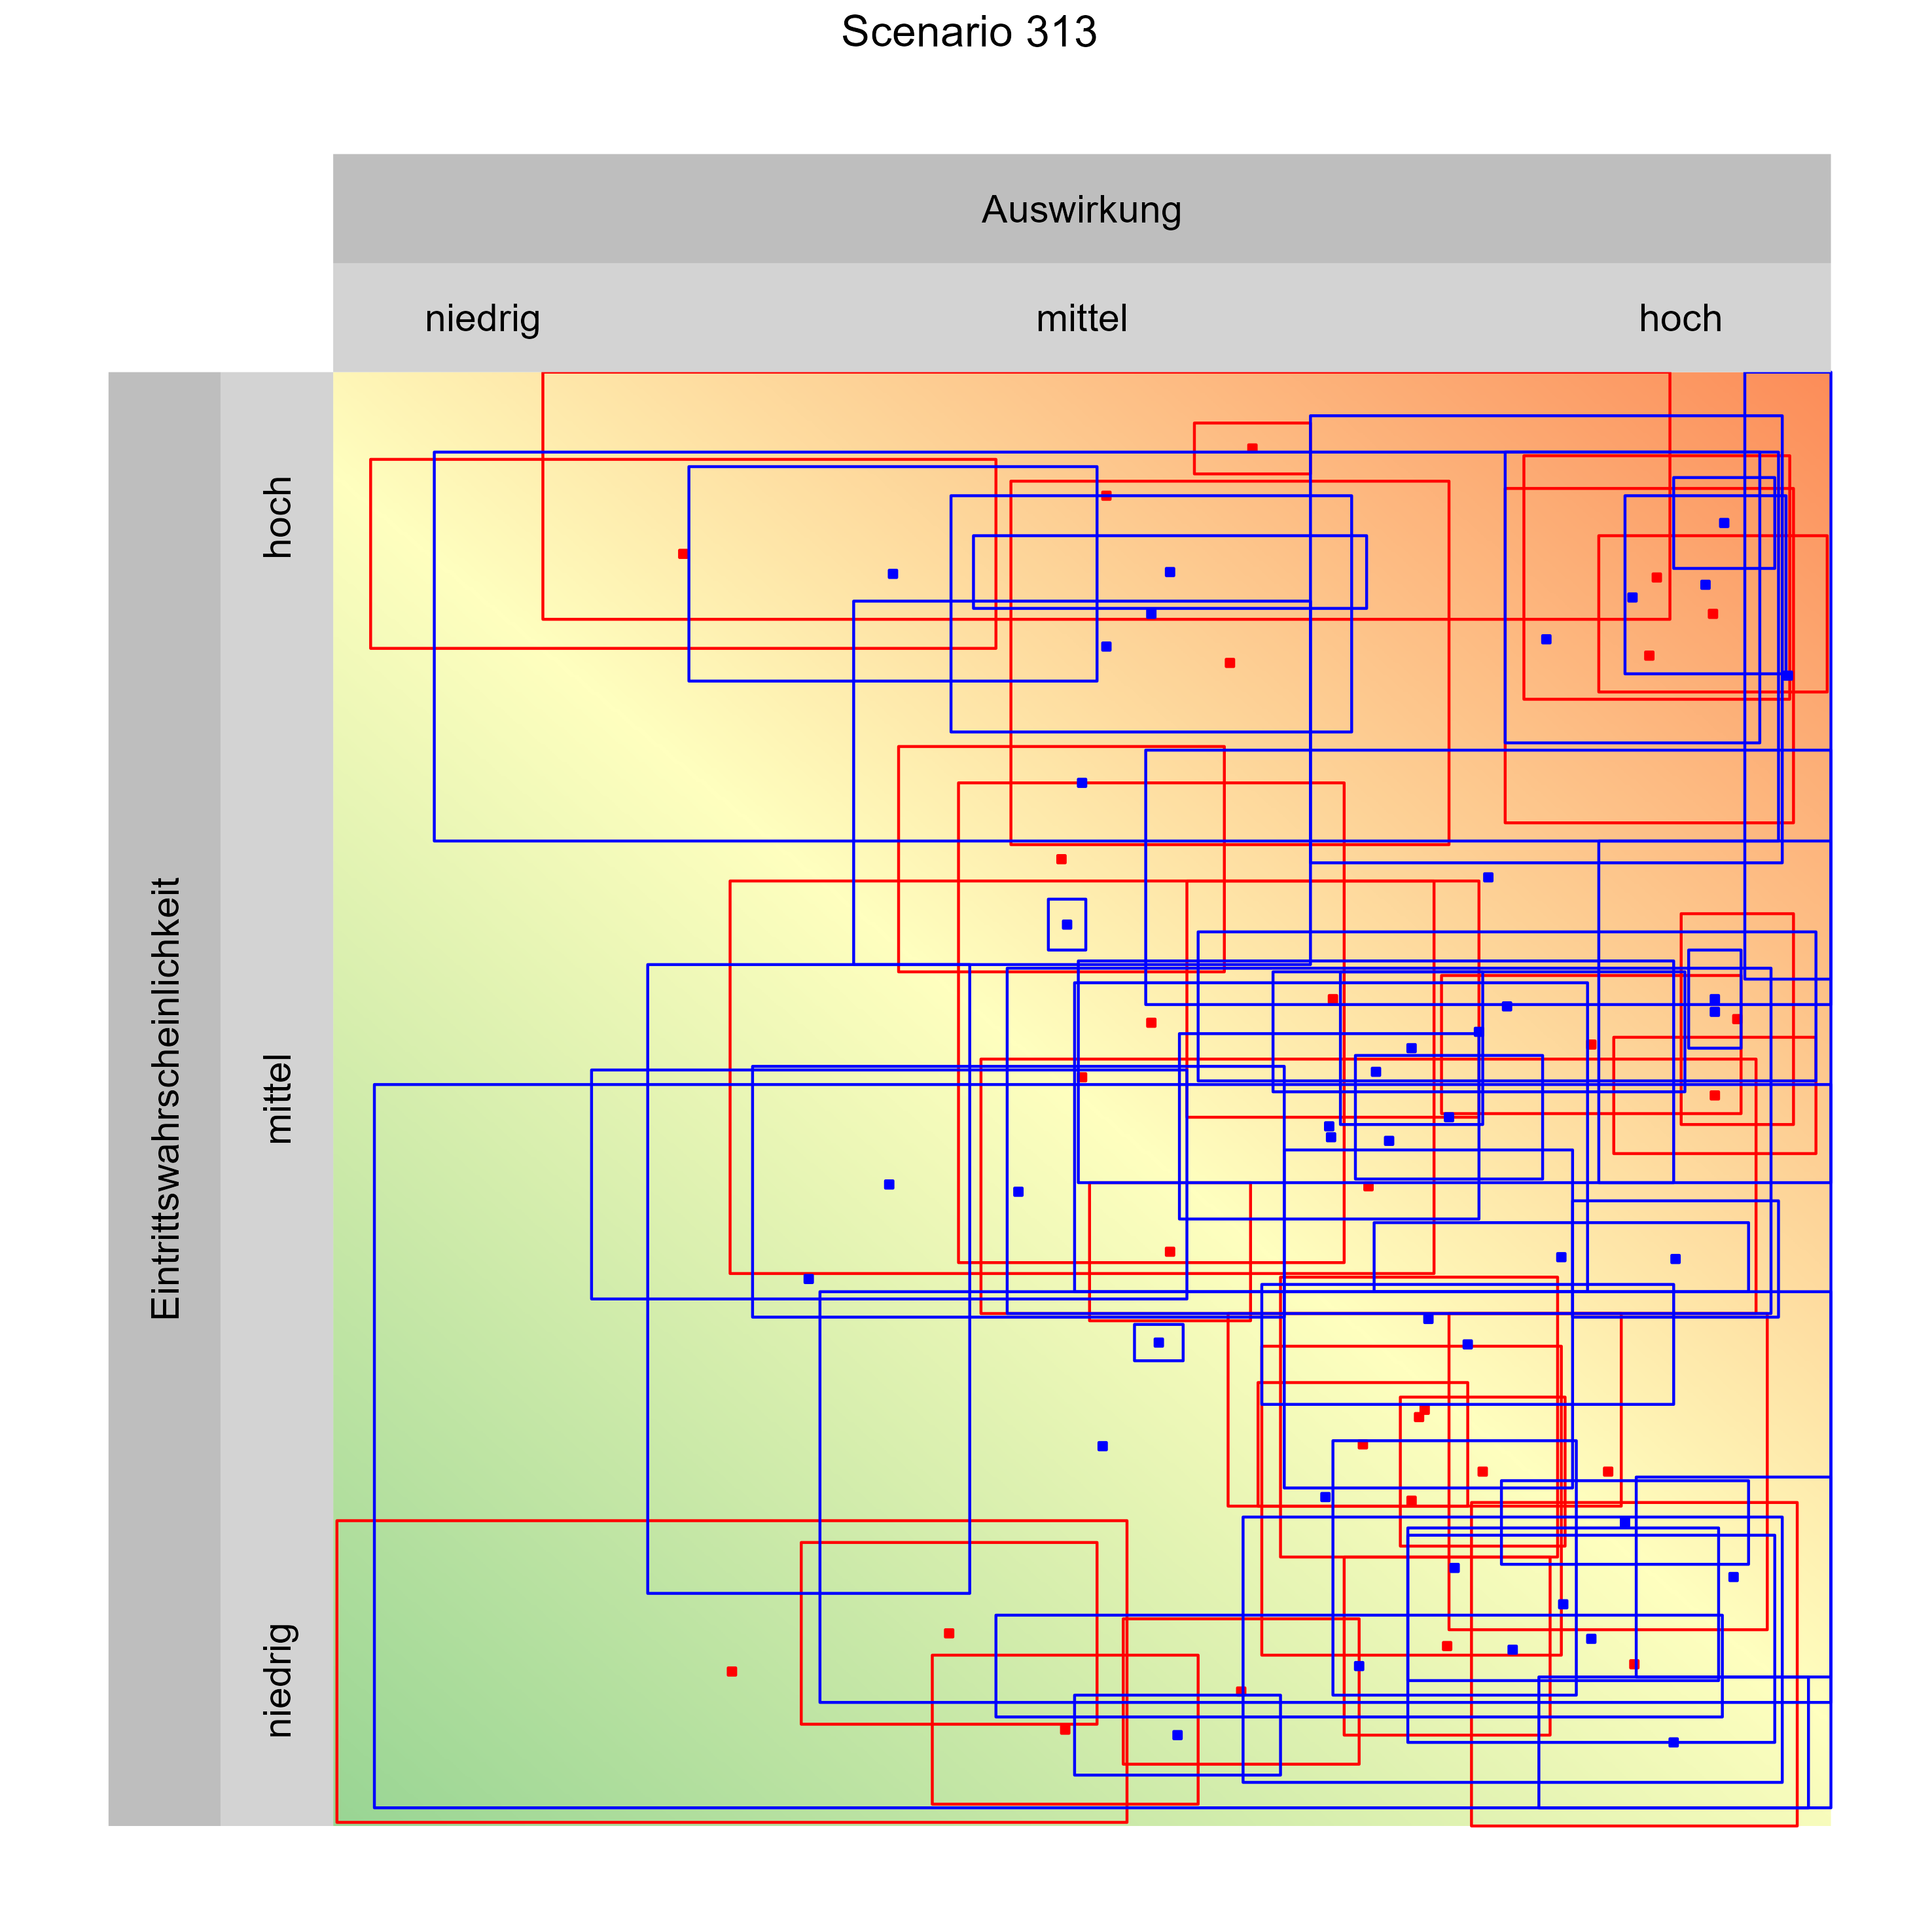 Scenario 313
Auswirkung
niedrig
mittel
hoch
Eintrittswahrscheinlichkeit
hoch
mittel
niedrig